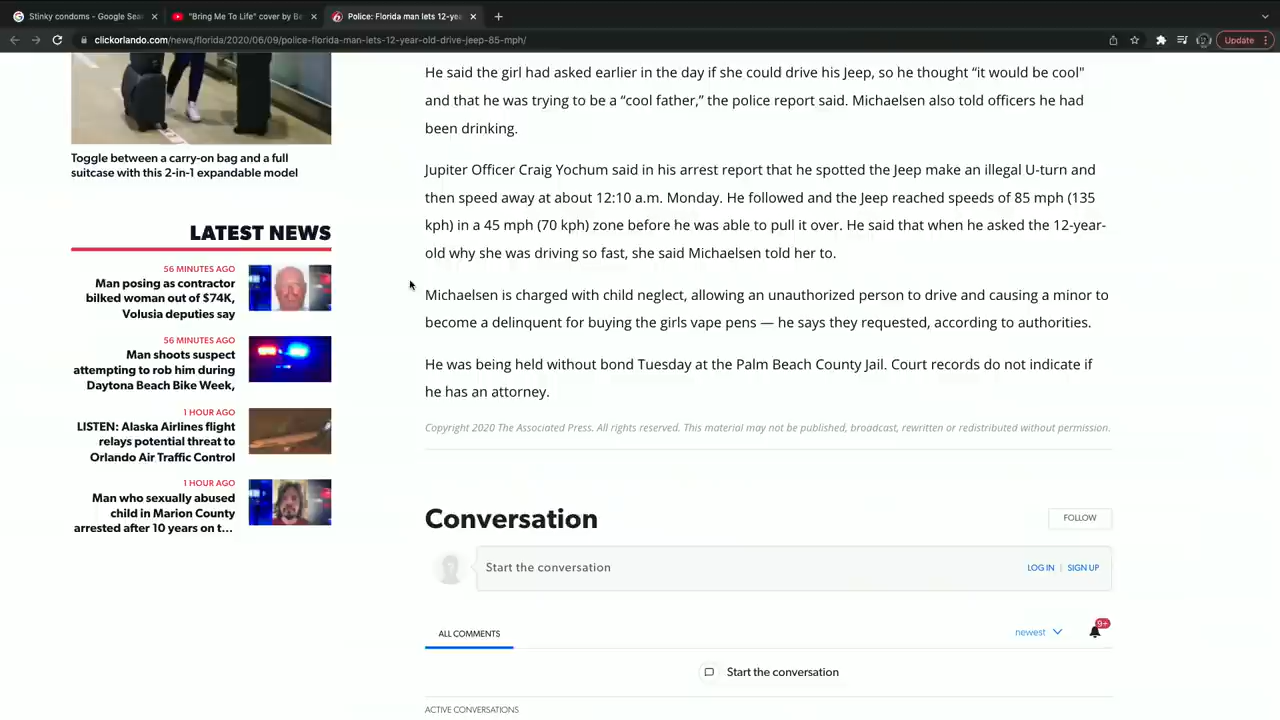 Stinky condoms - Google Sear
"Bring Me To Life" cover by Be
Police: Florida man lets 12-yea
clickorlando.com/news/florida/2020/06/09/police-florida-man-lets-12-year-old-drive-jeep-85-mph/
Update
Toggle between a carry-on bag and a full
suitcase with this 2-in-1 expandable model
LATEST NEWS
56 MINUTES AGO
Man posing as contractor
bilked woman out of $74K,
Volusia deputies say
56 MINUTES AGO
Man shoots suspect
attempting to rob him during
Daytona Beach Bike Week,
1 HOUR AGO
LISTEN: Alaska Airlines flight
relays potential threat to
Orlando Air Traffic Control
1 HOUR AGO
Man who sexually abused
child in Marion County
arrested after 10 years on t...
He said the girl had asked earlier in the day if she could drive his Jeep, so he thought “it would be cool"
and that he was trying to be a “cool father,” the police report said. Michaelsen also told officers he had
been drinking.
Jupiter Officer Craig Yochum said in his arrest report that he spotted the Jeep make an illegal U-turn and
then speed away at about 12:10 a.m. Monday. He followed and the Jeep reached speeds of 85 mph (135
kph) in a 45 mph (70 kph) zone before he was able to pull it over. He said that when he asked the 12-year-
old why she was driving so fast, she said Michaelsen told her to.
Michaelsen is charged with child neglect, allowing an unauthorized person to drive and causing a minor to
become a delinquent for buying the girls vape pens — he says they requested, according to authorities.
He was being held without bond Tuesday at the Palm Beach County Jail. Court records do not indicate if
he has an attorney.
Copyright 2020 The Associated Press. All rights reserved. This material may not be published, broadcast, rewritten or redistributed without permission.
Conversation
FOLLOW
Start the conversation
LOG IN | SIGN UP
ALL COMMENTS
newest
9+
Start the conversation
ACTIVE CONVERSATIONS